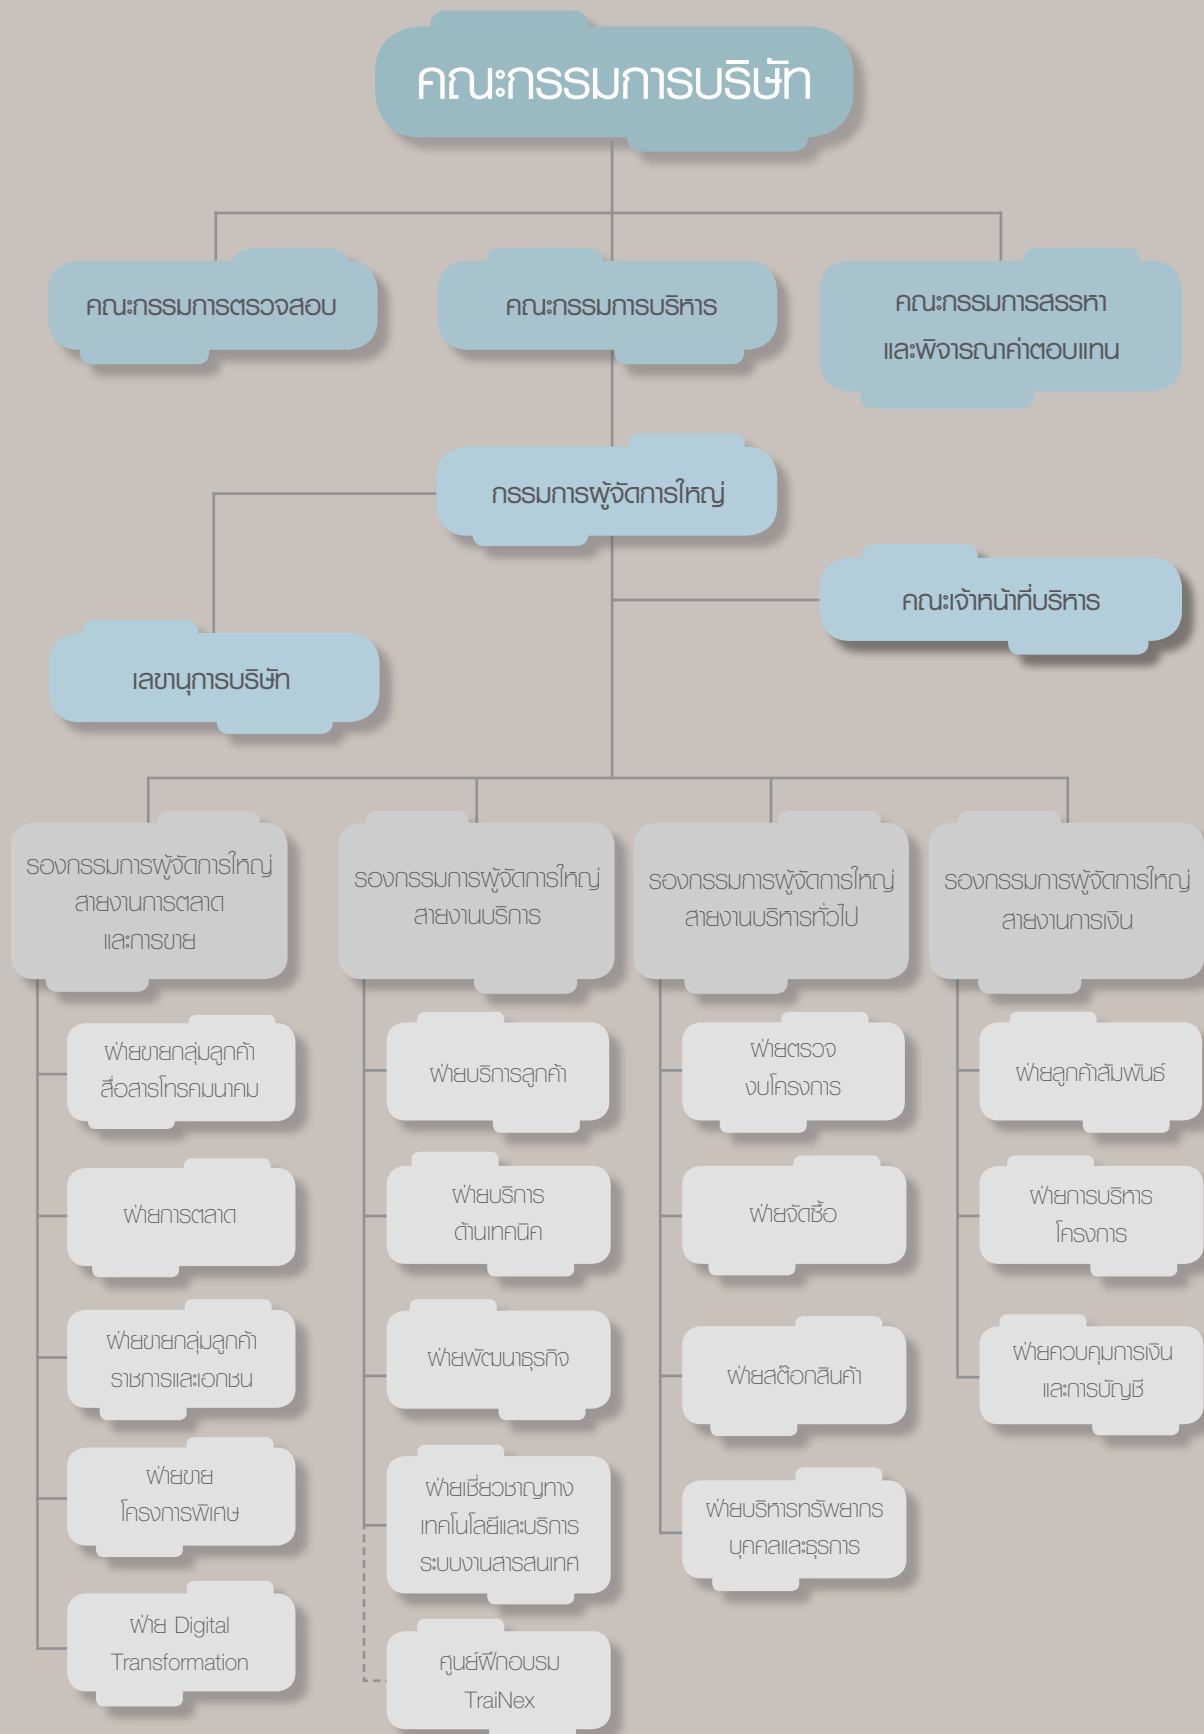 คณะกรรมการบริษัท
คณะกรรมการตรวจสอบ
คณะกรรมการบริหาร
คณะกรรมการสรรหา
และพิจารณาค่าตอบแทน
กรรมการผู้จัดการใหญ่
คณะเจ้าหน้าที่บริหาร
เลขานุการบริษัท
รองกรรมการผู้จัดการใหญ่
สายงานการตลาด
และการขาย
รองกรรมการผู้จัดการใหญ่
สายงานบริการ
รองกรรมการผู้จัดการใหญ่
สายงานบริหารทั่วไป
รองกรรมการผู้จัดการใหญ่
สายงานการเงิน
ฝ่ายขายกลุ่มลูกค้า
สื่อสารโทรคมนาคม
ฝ่ายการตลาด
ฝ่ายขายกลุ่มลูกค้า
ราชการและเอกชน
ฝ่ายขาย
โครงการพิเศษ
ฝ่าย Digital
Transformation
ฝ่ายบริการลูกค้า
ฝ่ายบริการ
ด้านเทคนิค
ฝ่ายพัฒนาธุรกิจ
ฝ่ายเชี่ยวชาญทาง
เทคโนโลยีและบริการ
ระบบงานสารสนเทศ
ศูนย์ฝึกอบรม
TraiNex
ฝ่ายตรวจ
งบโครงการ
ฝ่ายจัดซื้อ
ฝ่ายสต๊อกสินค้า
ฝ่ายบริหารทรัพยากร
บุคคลและธุรการ
ฝ่ายลูกค้าสัมพันธ์
ฝ่ายการบริหาร
โครงการ
ฝ่ายควบคุมการเงิน
และการบัญชี